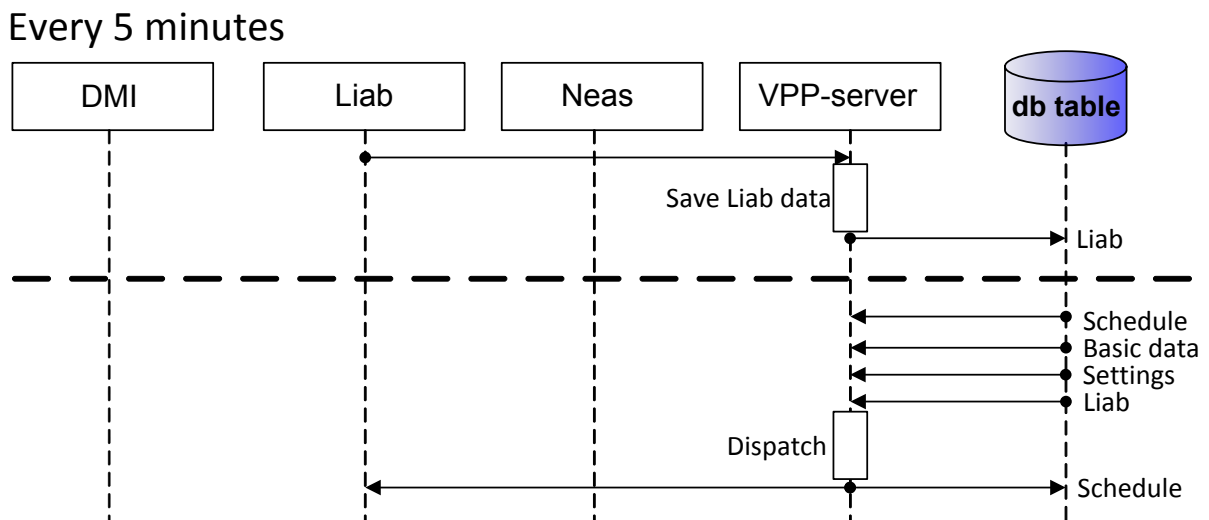 Every 5 minutes
DMI
Liab
Neas
VPP-server
db table
Save Liab data
Liab
Schedule
Basic data
Settings
Liab
Dispatch
Schedule